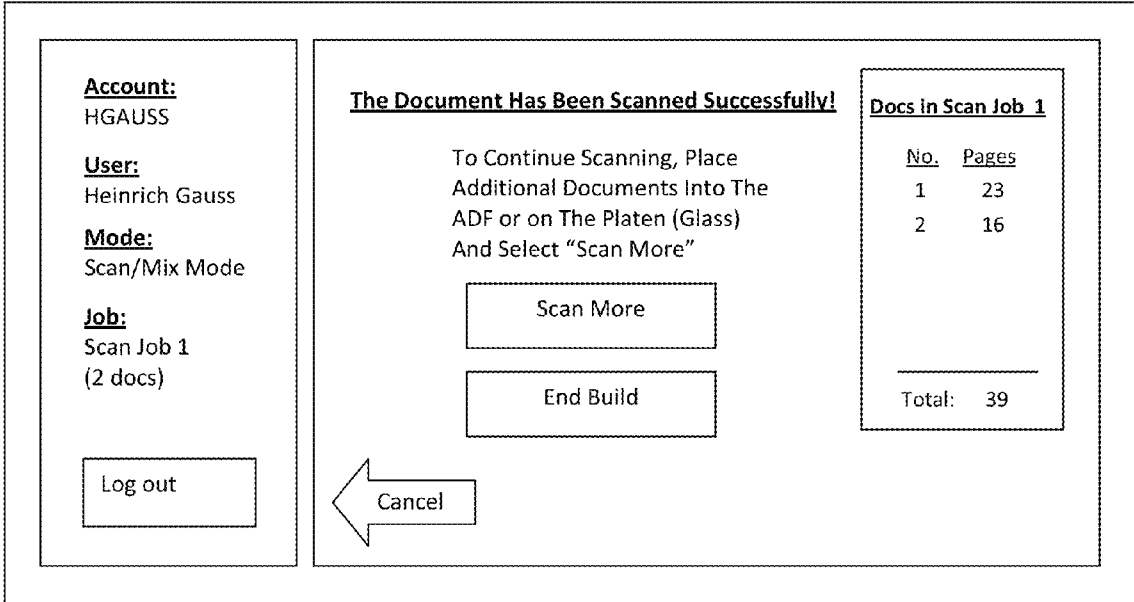 Account:
HGAUSS
User:
Heinrich Gauss
Mode:
Scan/Mix Mode
Job:
Scan Job 1
(2 docs)
Log out
The Document Has Been Scanned Successfully!
To Continue Scanning, Place
Additional Documents Into The
ADF or on The Platen (Glass)
And Select “Scan More”
Scan More
End Build
Cancel
Docs in Scan Job 1
No. Pages
1 23
2 16
Total: 39